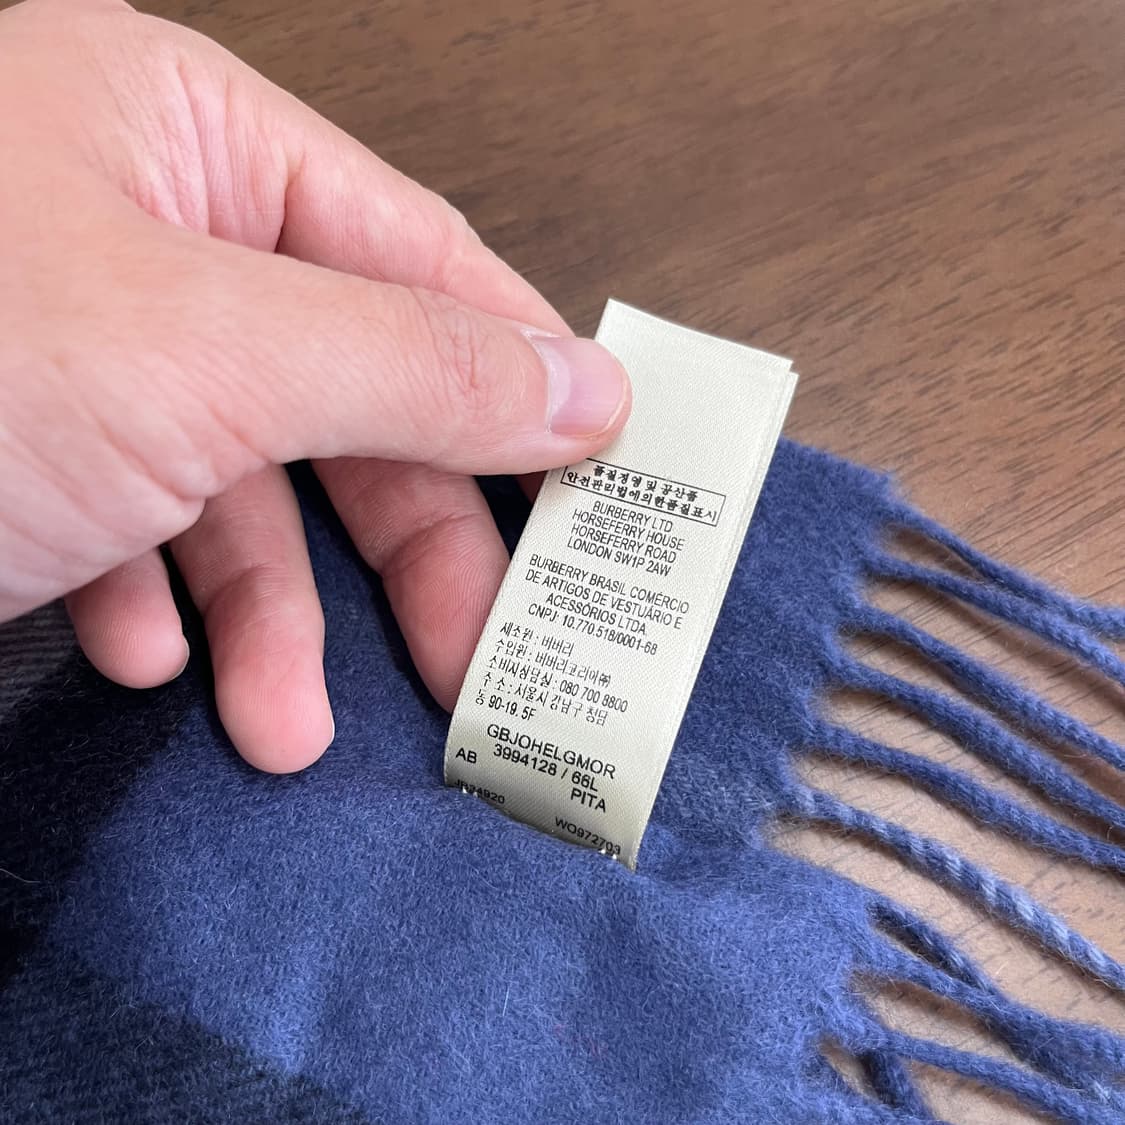 품질경영 및 공산품
안전관리법에의한품질표시
BURBERRY LTD
HORSEFERRY HOUSE
HORSEFERRY ROAD
LONDON SW1P 2AW
BURBERRY BRASIL COMÉRCIO
DE ARTIGOS DE VESTUÁRIO E
ACESSÓRIOS LTDA.
CNPJ: 10.770.518/0001-68
제조원 : 버버리
수입원 : 버버리코리아㈜
소비자상담실 : 080 700 8800
주 소 : 서울시 강남구 청담
동 90-19. 5F
GBJOHELGMOR
AB 3994128 / 66L
PITA
WO972703